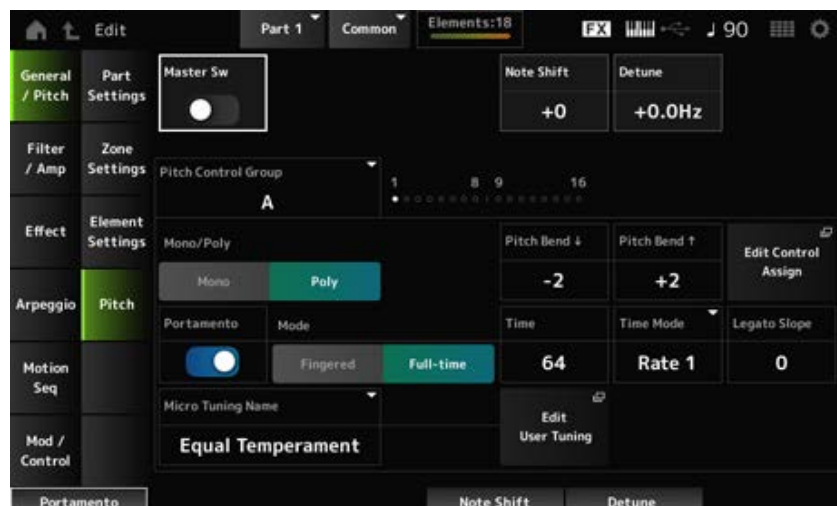 Edit
Part 1
Common
Elements:18
FX
90
General / Pitch
Part Settings
Master Sw
Note Shift
+0
Detune
+0.0Hz
Filter / Amp
Zone Settings
Pitch Control Group
A
1 8 9 16
Effect
Element Settings
Mono/Poly
Mono
Poly
Pitch Bend ↓
-2
Pitch Bend ↑
+2
Edit Control Assign
Arpeggio
Pitch
Portamento
Mode
Fingered
Full-time
Time
64
Time Mode
Rate 1
Legato Slope
0
Motion Seq
Micro Tuning Name
Equal Temperament
Edit User Tuning
Mod / Control
Portamento
Note Shift
Detune